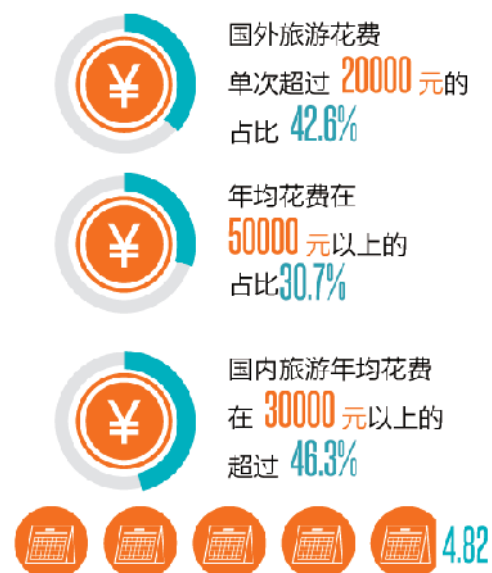 ¥
国外旅游花费
单次超过 20000 元的
占比 42.6%
¥
年均花费在
50000 元以上的
占比30.7%
¥
国内旅游年均花费
在 30000 元以上的
超过 46.3%
4.82